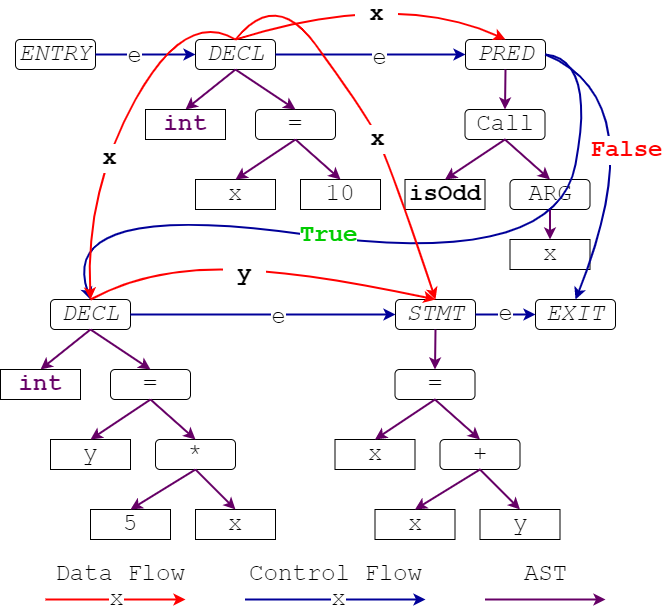 x
ENTRY e DECL e PRED
int = Call
x x False
x 10 isOdd ARG
True x
y
DECL e STMT e EXIT
int = =
y * x +
5 x x y
Data Flow Control Flow AST
x x